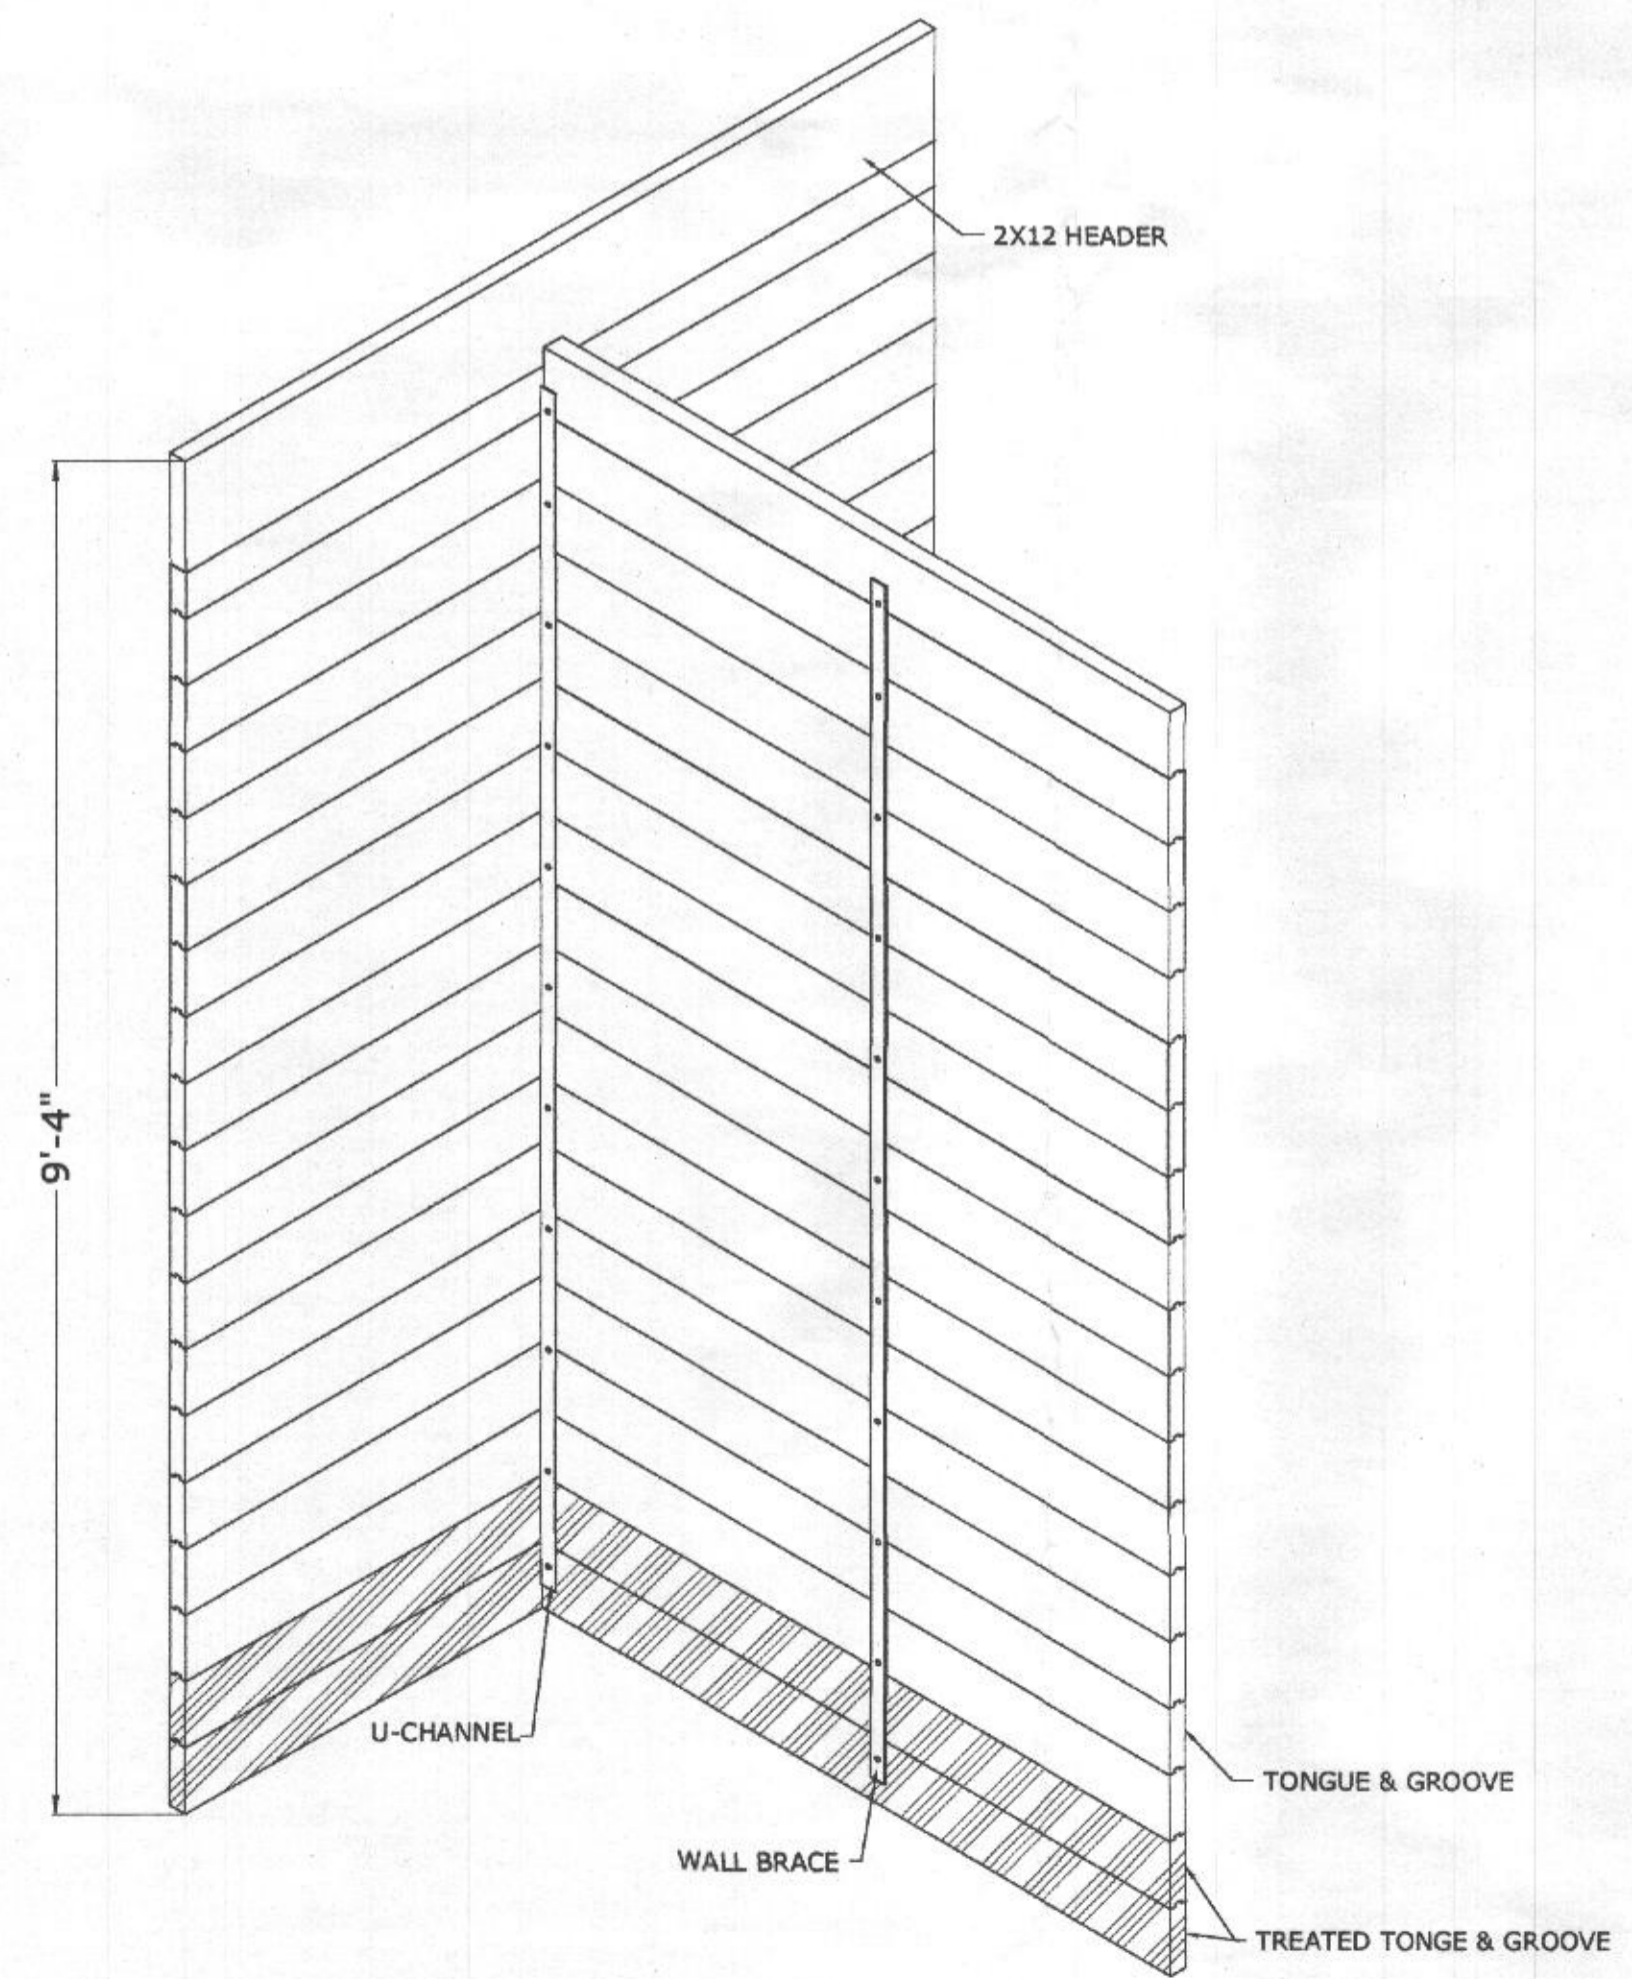 2X12 HEADER
9'-4"
U-CHANNEL
TONGUE & GROOVE
WALL BRACE
TREATED TONGE & GROOVE